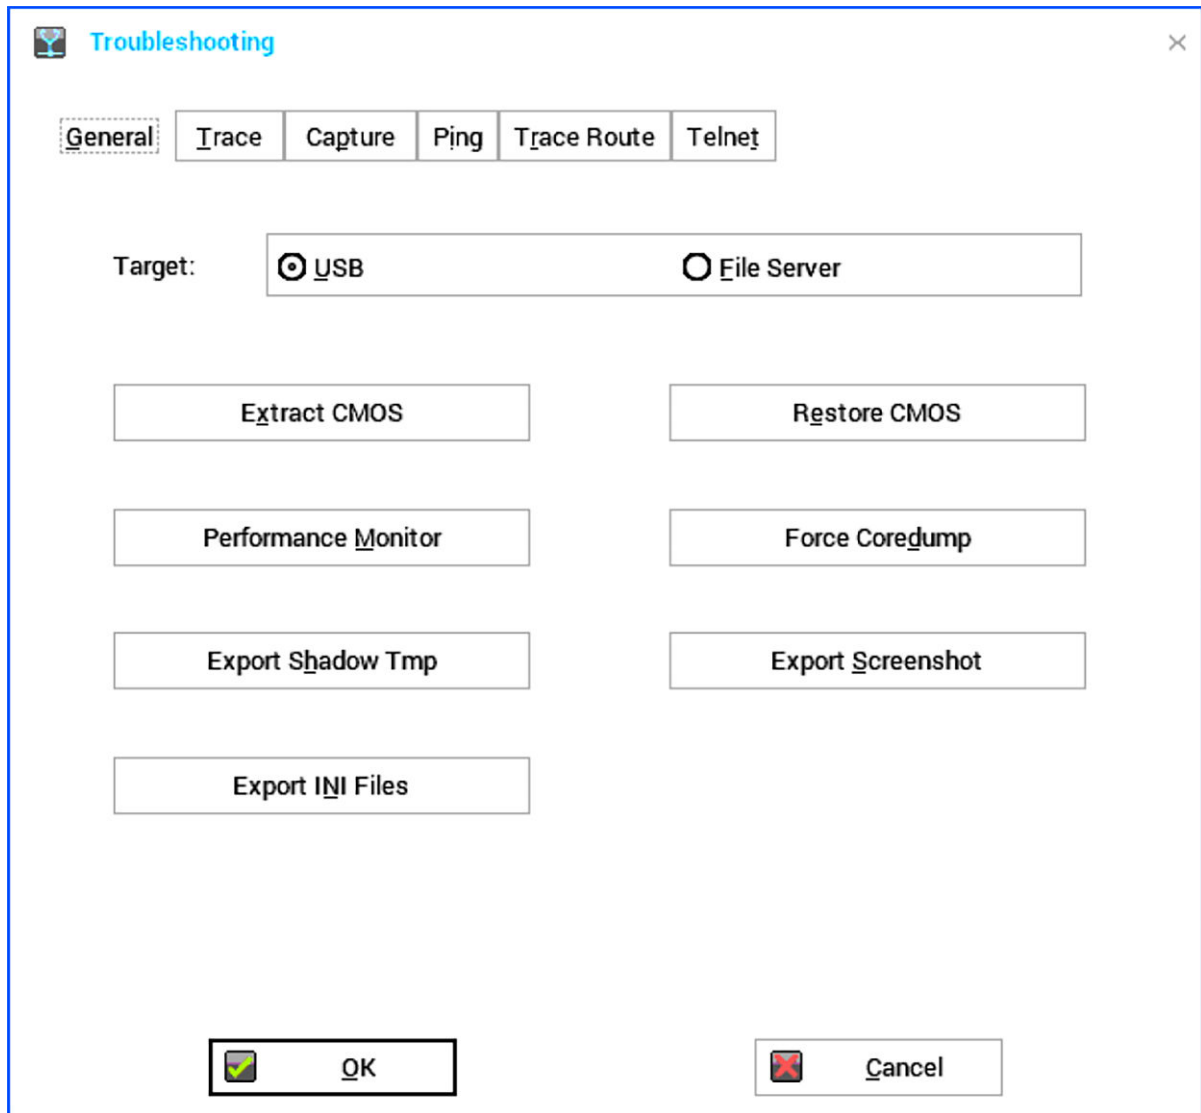 Troubleshooting
General Trace Capture Ping Trace Route Telnet
Target: USB File Server
Extract CMOS Restore CMOS
Performance Monitor Force Coredump
Export Shadow Tmp Export Screenshot
Export INI Files
OK Cancel